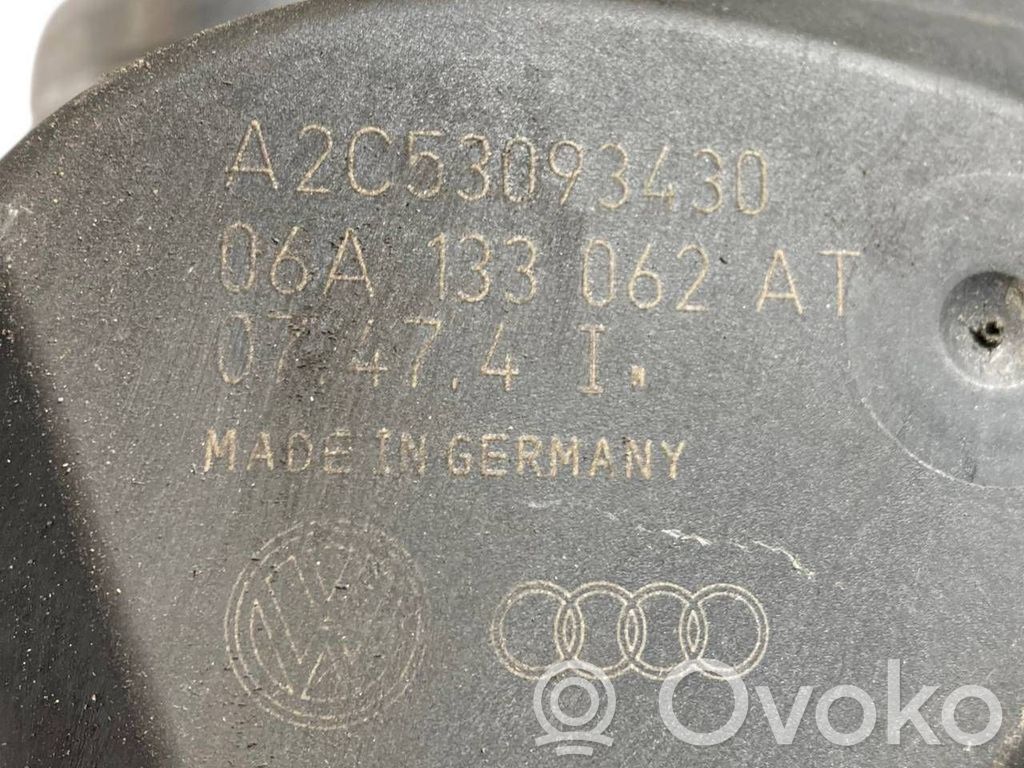 A2C53093430
06A 133 062 AT
07.47.4 I.
MADE IN GERMANY
Ovoko